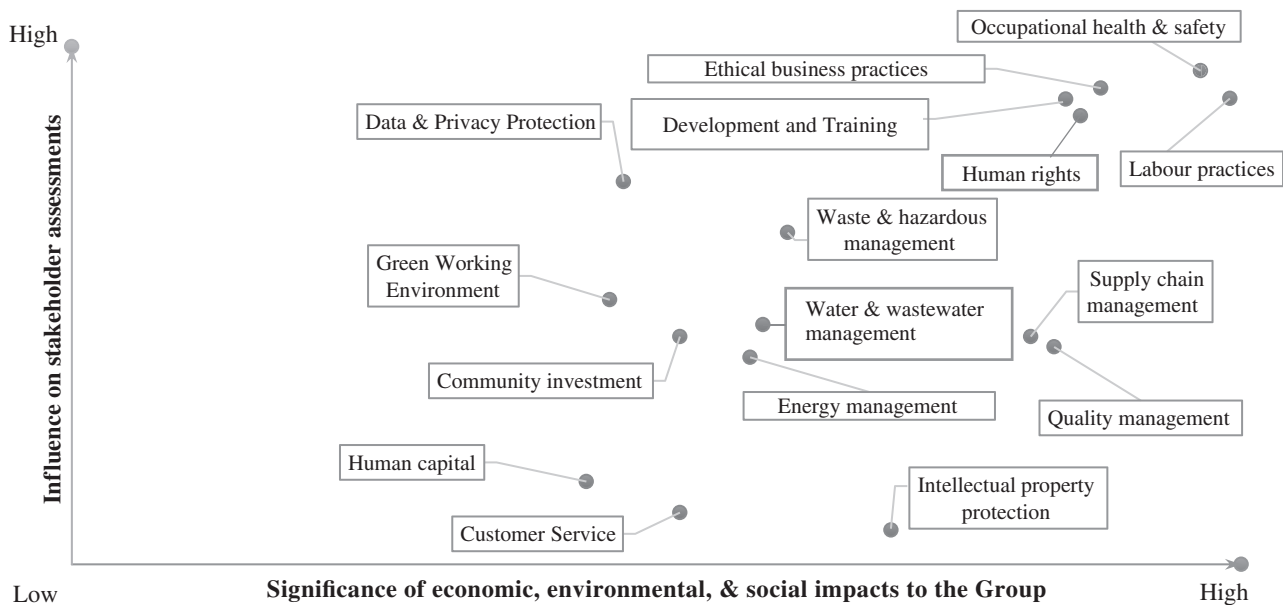 High
Occupational health & safety
Ethical business practices
Data & Privacy Protection
Development and Training
Human rights
Labour practices
Waste & hazardous
management
Green Working
Environment
Supply chain
management
Water & wastewater
management
Community investment
Energy management
Quality management
Human capital
Intellectual property
protection
Customer Service
Influence on stakeholder assessments
Low
Significance of economic, environmental, & social impacts to the Group
High